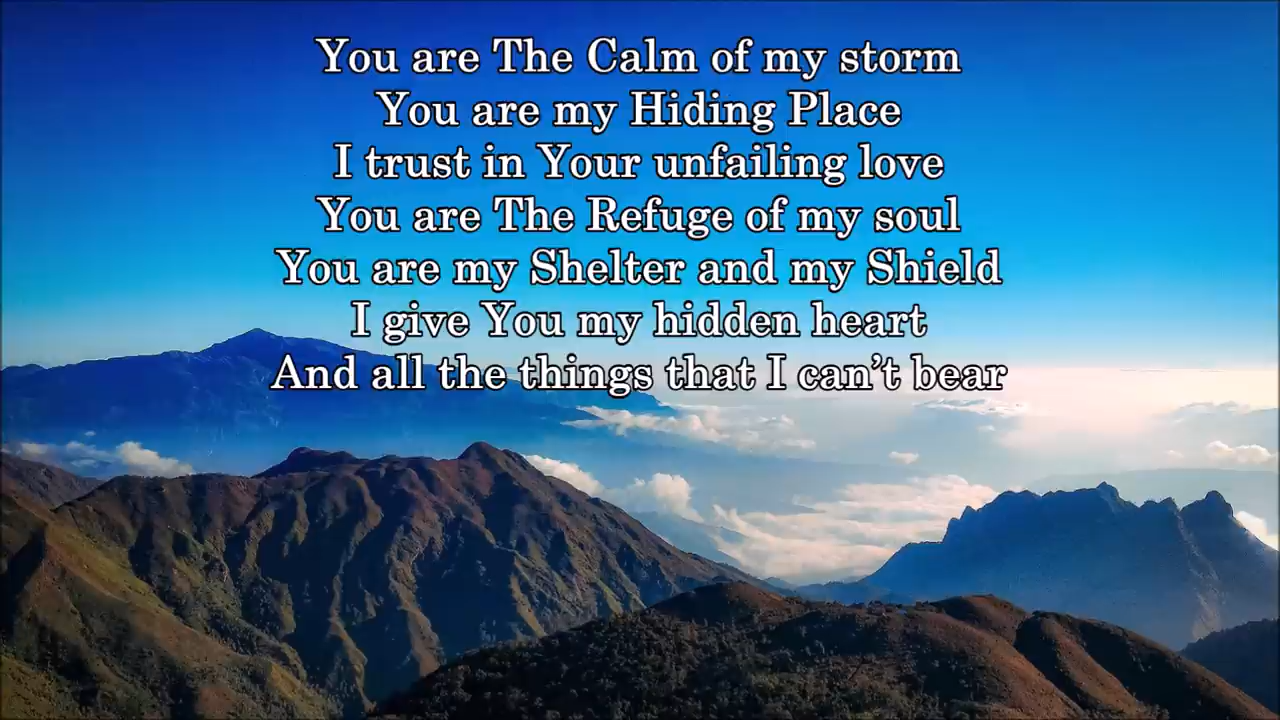 You are The Calm of my storm
You are my Hiding Place
I trust in Your unfailing love
You are The Refuge of my soul
You are my Shelter and my Shield
I give You my hidden heart
And all the things that I can’t bear